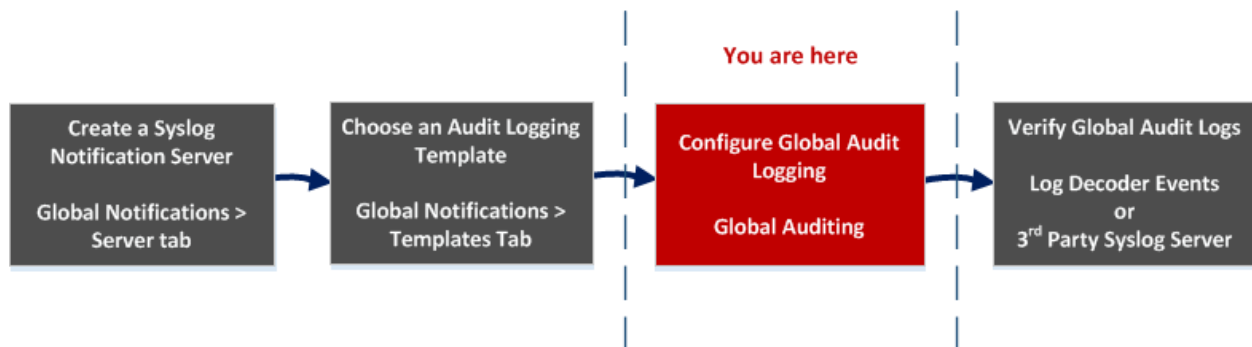 You are here
Create a Syslog
Notification Server
Global Notifications >
Server tab
Choose an Audit Logging
Template
Global Notifications >
Templates Tab
Configure Global Audit
Logging
Global Auditing
Verify Global Audit Logs
Log Decoder Events
or
3rd Party Syslog Server